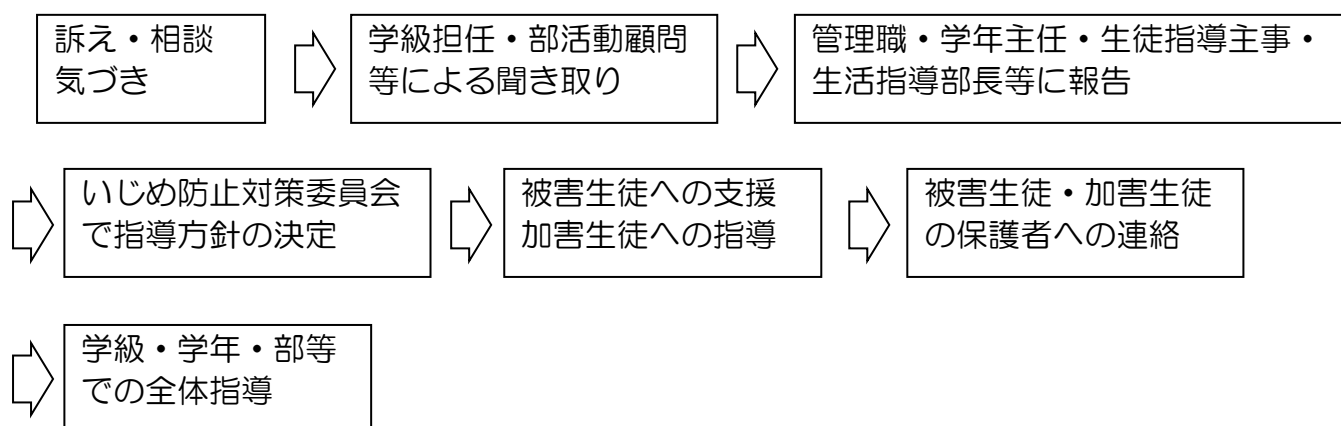 訴え・相談
気づき
学級担任・部活動顧問
等による聞き取り
管理職・学年主任・生徒指導主事・
生活指導部長等に報告
いじめ防止対策委員会
で指導方針の決定
被害生徒への支援
加害生徒への指導
被害生徒・加害生徒
の保護者への連絡
学級・学年・部等
での全体指導